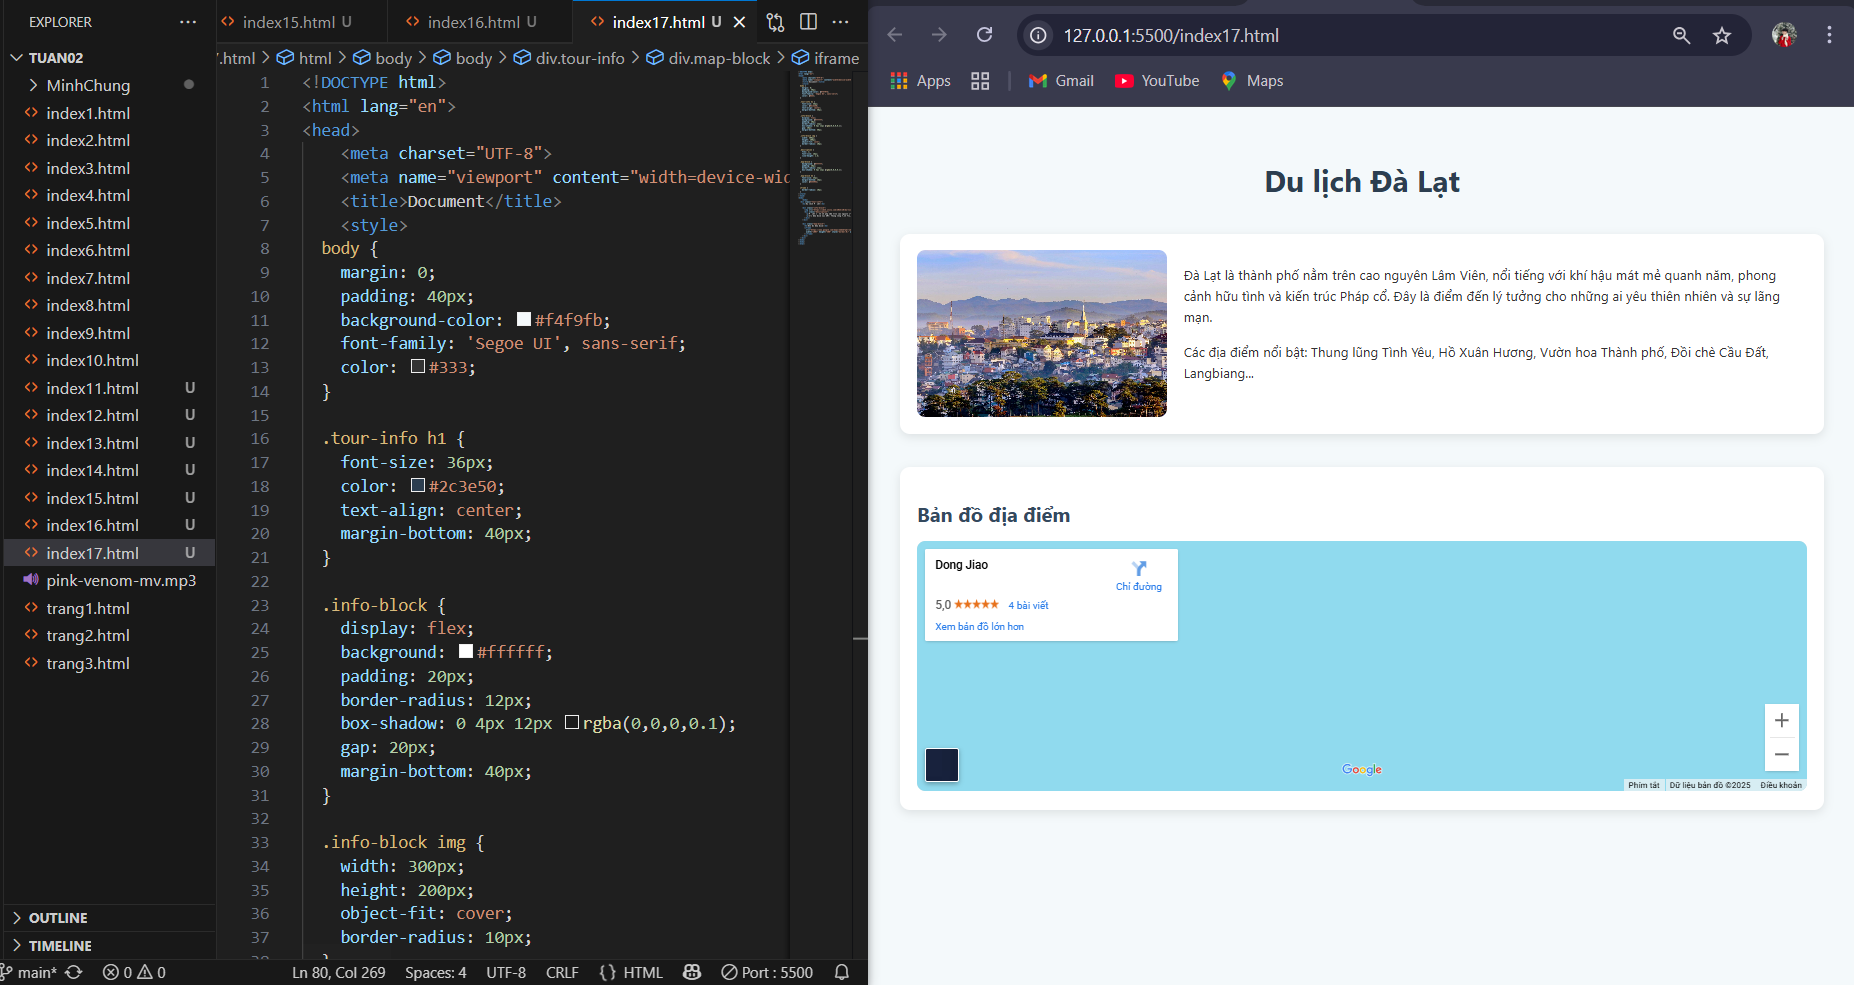 EXPLORER
TUAN02
MinhChung
index1.html
index2.html
index3.html
index4.html
index5.html
index6.html
index7.html
index8.html
index9.html
index10.html
index11.html U
index12.html U
index13.html U
index14.html U
index15.html U
index16.html U
index17.html U
pink-venom-mv.mp3
trang1.html
trang2.html
trang3.html
OUTLINE
TIMELINE
index15.html U
index16.html U
index17.html U
7.html > html > body > body > div.tour-info > div.map-block > iframe
1 <!DOCTYPE html>
2 <html lang="en">
3 <head>
4 <meta charset="UTF-8">
5 <meta name="viewport" content="width=device-wid
6 <title>Document</title>
7 <style>
8 body {
9 margin: 0;
10 padding: 40px;
11 background-color: #f4f9fb;
12 font-family: 'Segoe UI', sans-serif;
13 color: #333;
14 }
15
16 .tour-info h1 {
17 font-size: 36px;
18 color: #2c3e50;
19 text-align: center;
20 margin-bottom: 40px;
21 }
22
23 .info-block {
24 display: flex;
25 background: #ffffff;
26 padding: 20px;
27 border-radius: 12px;
28 box-shadow: 0 4px 12px rgba(0,0,0,0.1);
29 gap: 20px;
30 margin-bottom: 40px;
31 }
32
33 .info-block img {
34 width: 300px;
35 height: 200px;
36 object-fit: cover;
37 border-radius: 10px;
38 }
main* 0 0 Ln 80, Col 269 Spaces: 4 UTF-8 CRLF {} HTML Port : 5500
127.0.0.1:5500/index17.html
Apps Gmail YouTube Maps
Du lịch Đà Lạt
Đà Lạt là thành phố nằm trên cao nguyên Lâm Viên, nổi tiếng với khí hậu mát mẻ quanh năm, phong
cảnh hữu tình và kiến trúc Pháp cổ. Đây là điểm đến lý tưởng cho những ai yêu thiên nhiên và sự lãng
mạn.
Các địa điểm nổi bật: Thung lũng Tình Yêu, Hồ Xuân Hương, Vườn hoa Thành phố, Đồi chè Cầu Đất,
Langbiang...
Bản đồ địa điểm
Dong Jiao
Chỉ đường
5,0 ★★★★★ 4 bài viết
Xem bản đồ lớn hơn
+
−
Google
Phím tắt Dữ liệu bản đồ ©2025 Điều khoản